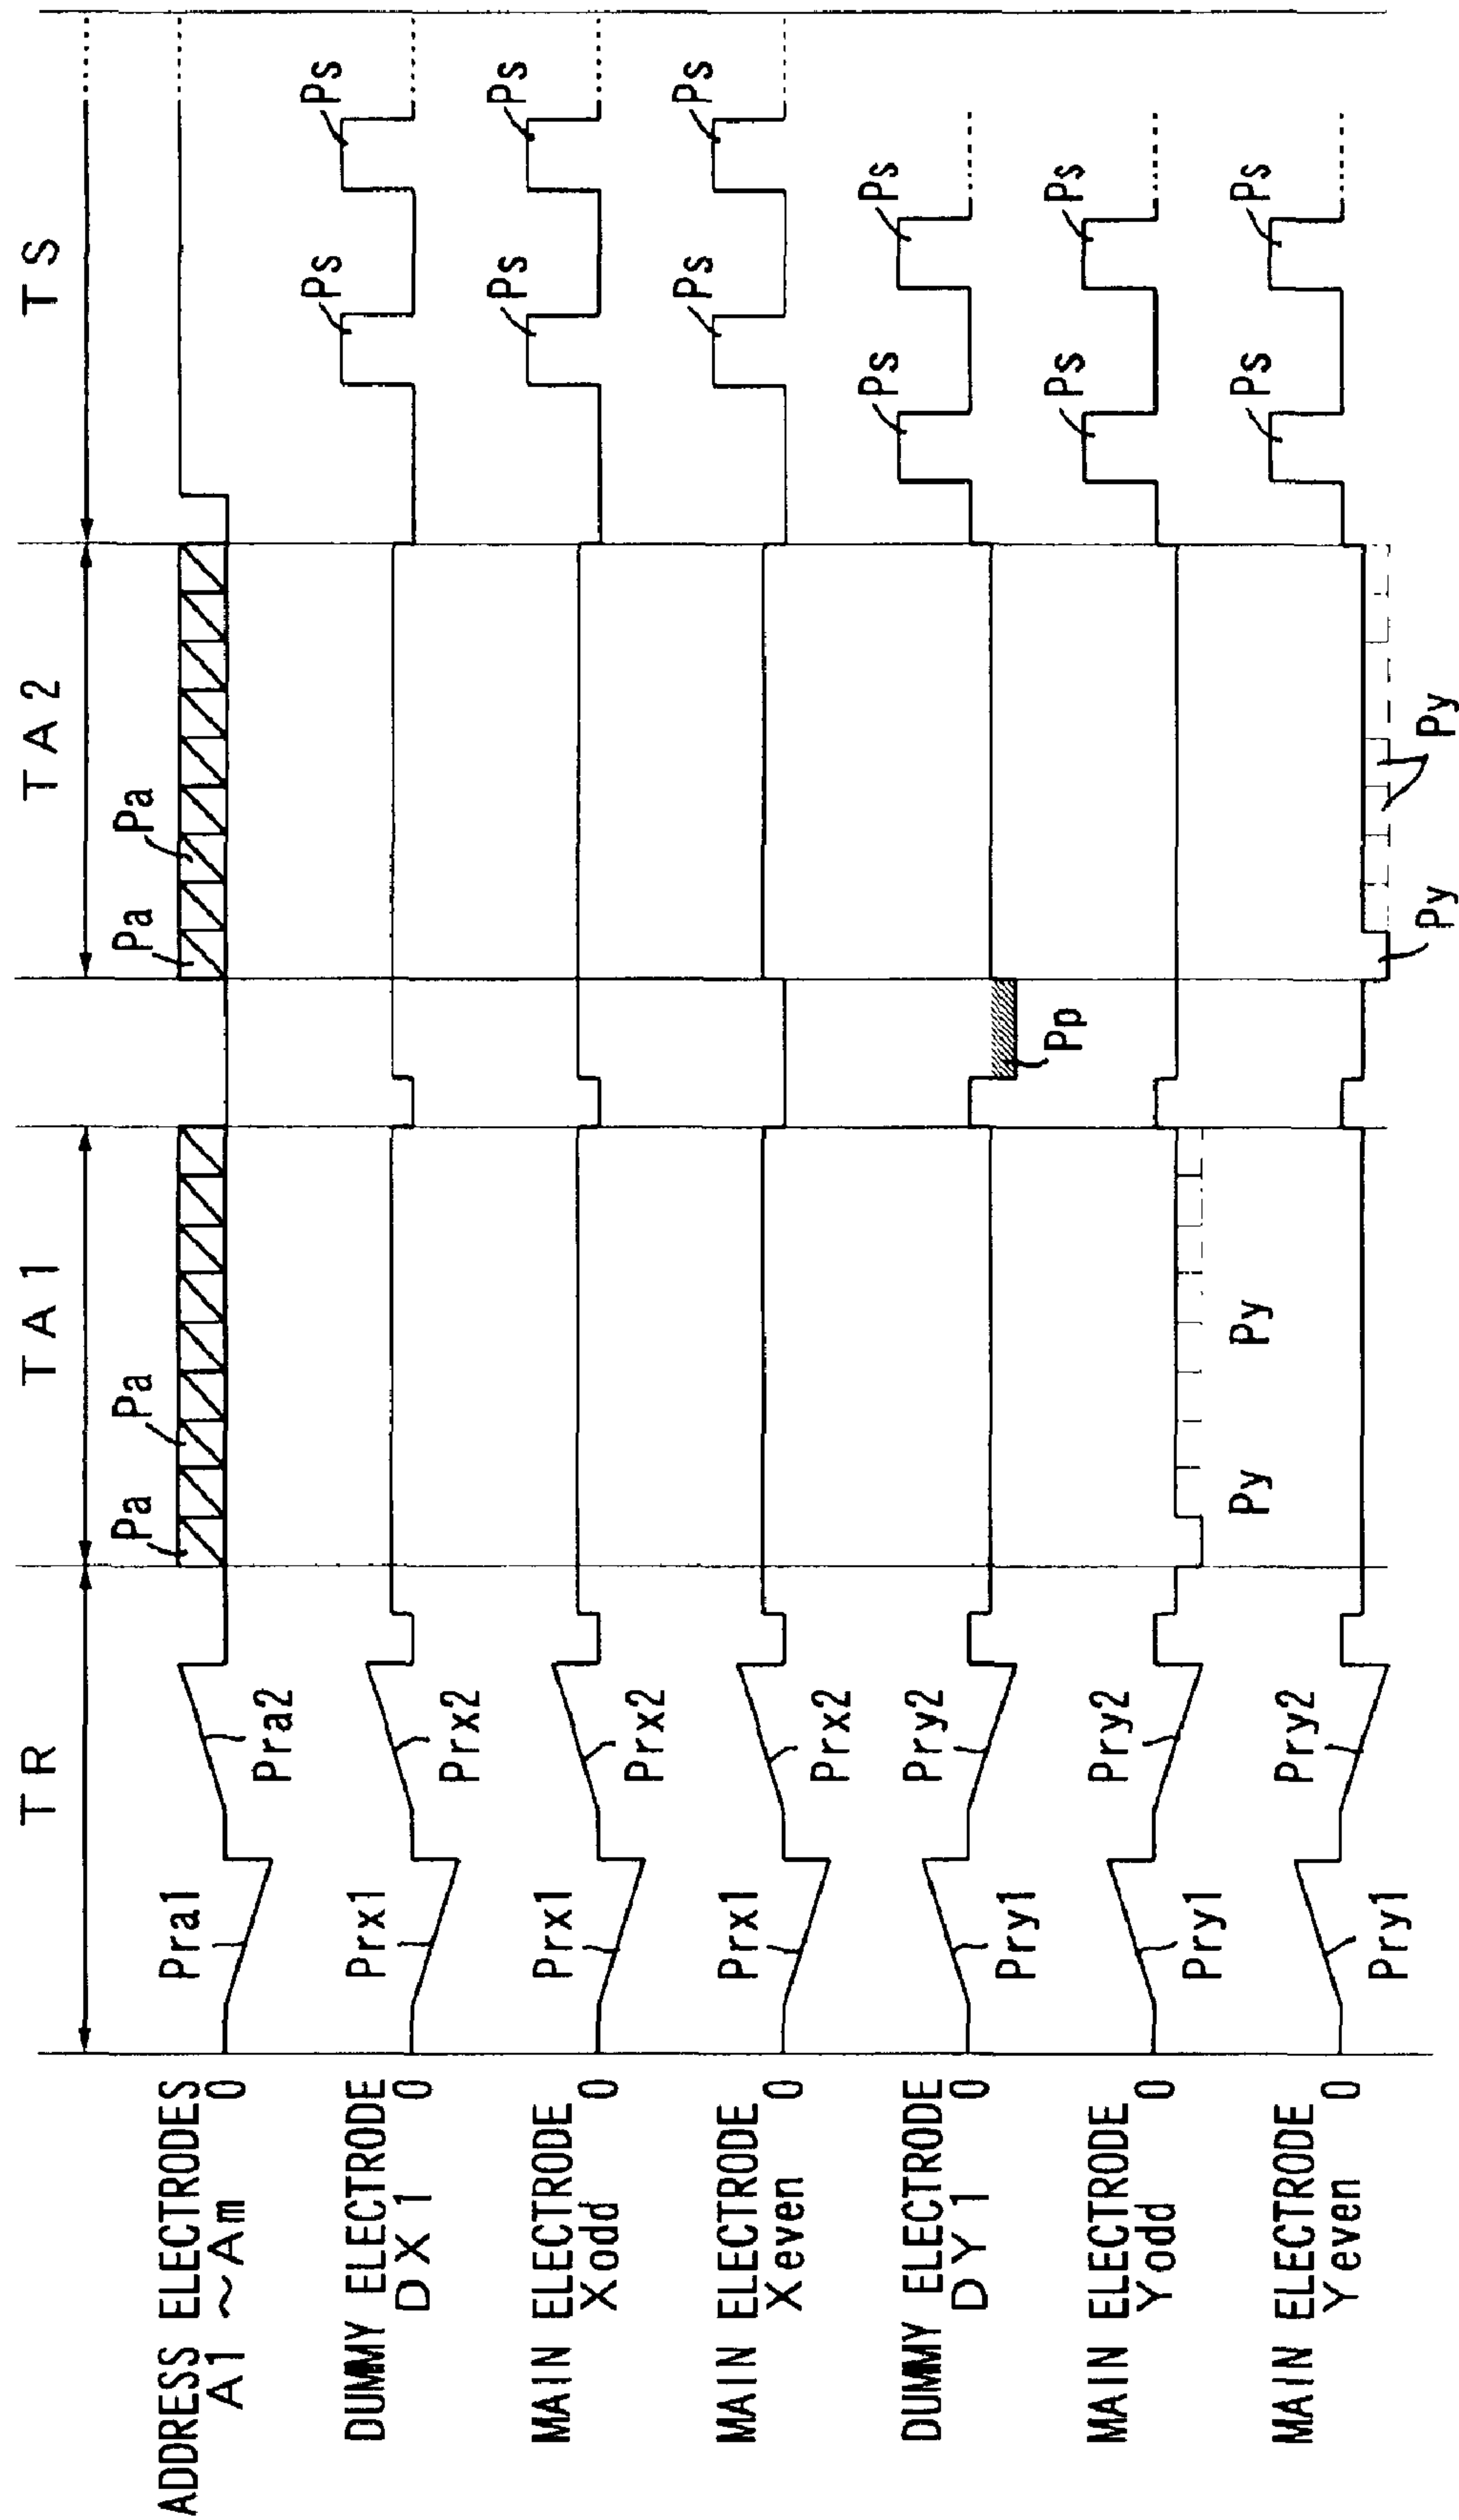 TR TA1 TA2 TS
ADDRESS ELECTRODES
A1 ~Am
0
Pra1 Pra2 Pa Pa Pa Pa
DUMMY ELECTRODE
DX1
0
Prx1 Prx2 Ps Ps
MAIN ELECTRODE
Xodd
0
Prx1 Prx2 Ps Ps
MAIN ELECTRODE
Xeven
0
Prx1 Prx2 Ps Ps
DUMMY ELECTRODE
DY1
0
Pry1 Pry2 Pp Ps Ps
MAIN ELECTRODE
Yodd
0
Pry1 Pry2 Py Py Ps Ps
MAIN ELECTRODE
Yeven
0
Pry1 Pry2 Py Py Ps Ps